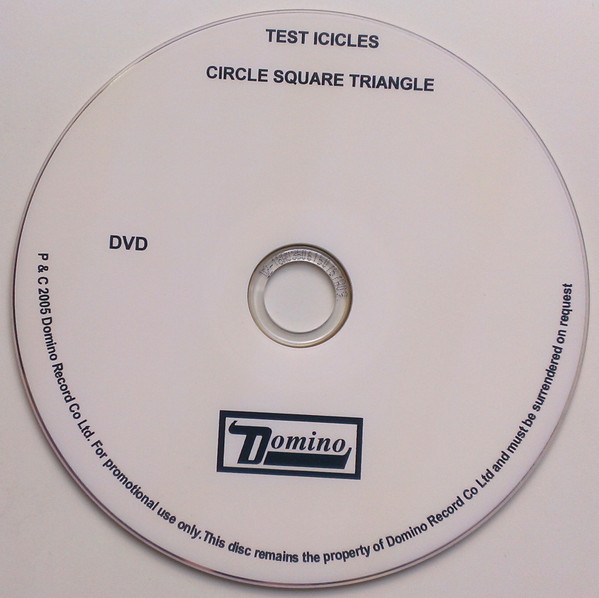 TEST ICICLES
CIRCLE SQUARE TRIANGLE
DVD
Domino
P & C 2005 Domino Record Co Ltd. For promotional use only.This disc remains the property of Domino Record Co Ltd and must be surrendered on request